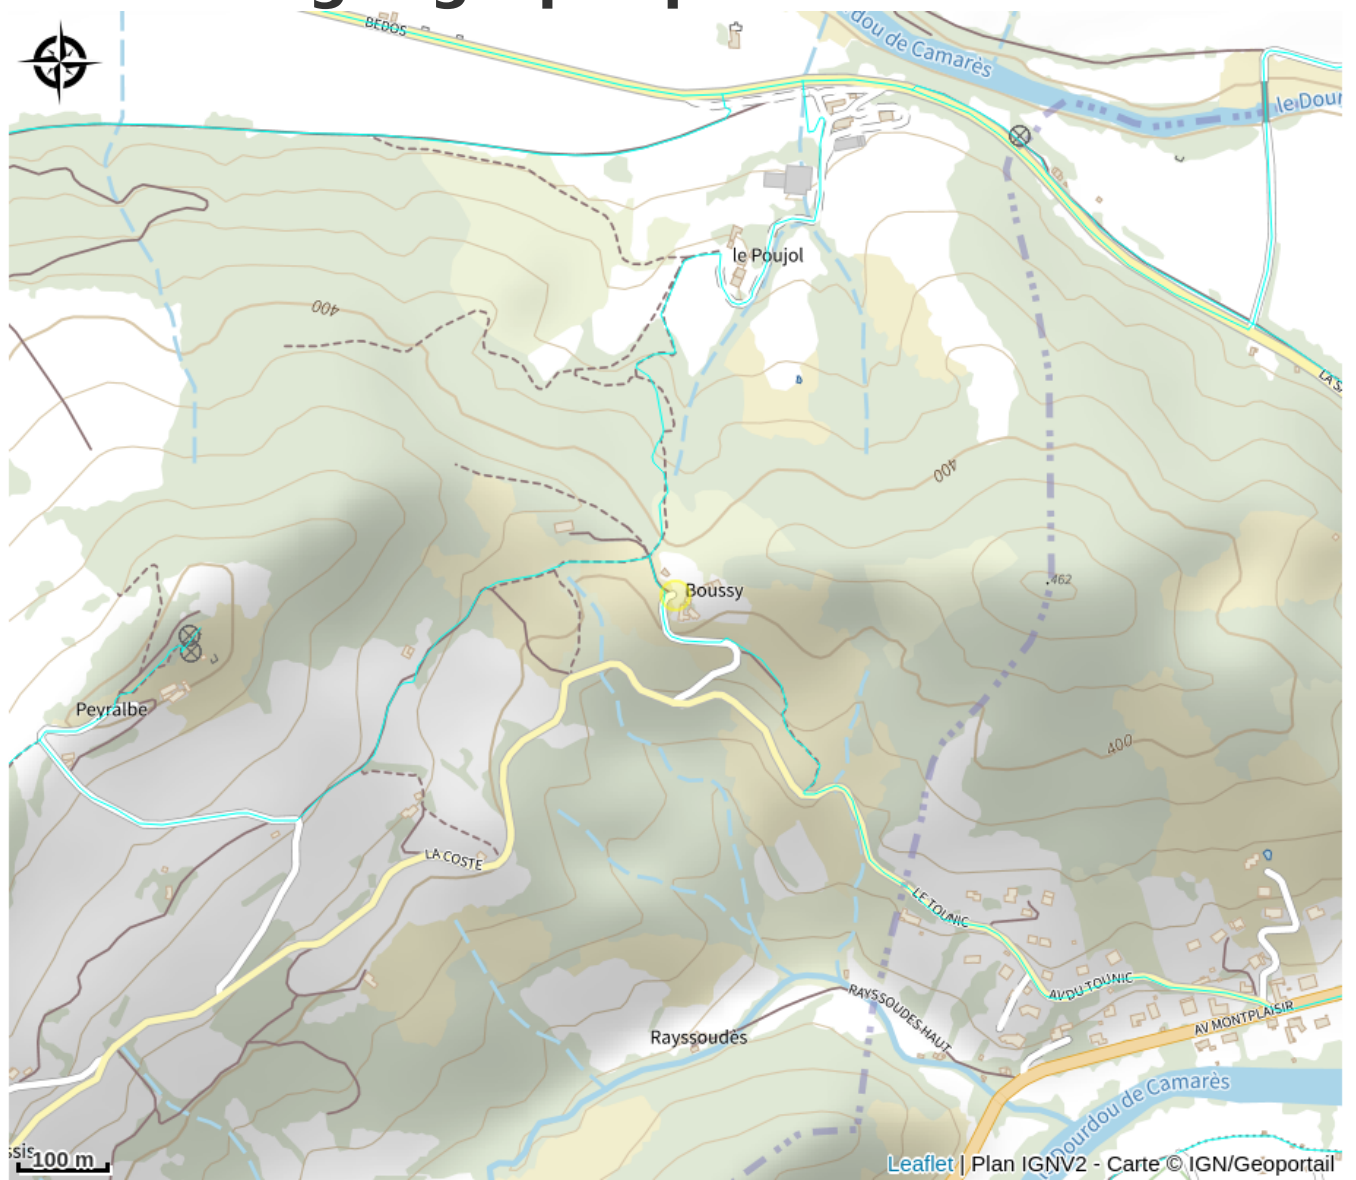 BEDOS
dou de Camarès
le Dour
le Poujol
400
LA S
400
462
Boussy
Peyralbe
400
LA COSTE
LE TOUNIC
AV DU TOUNIC
RAYSSOUDES-HAUT
AV MONTPLAISIR
Rayssoudès
Dourdou de Camarès
ssis
100 m
Leaflet | Plan IGNV2 - Carte © IGN/Geoportail